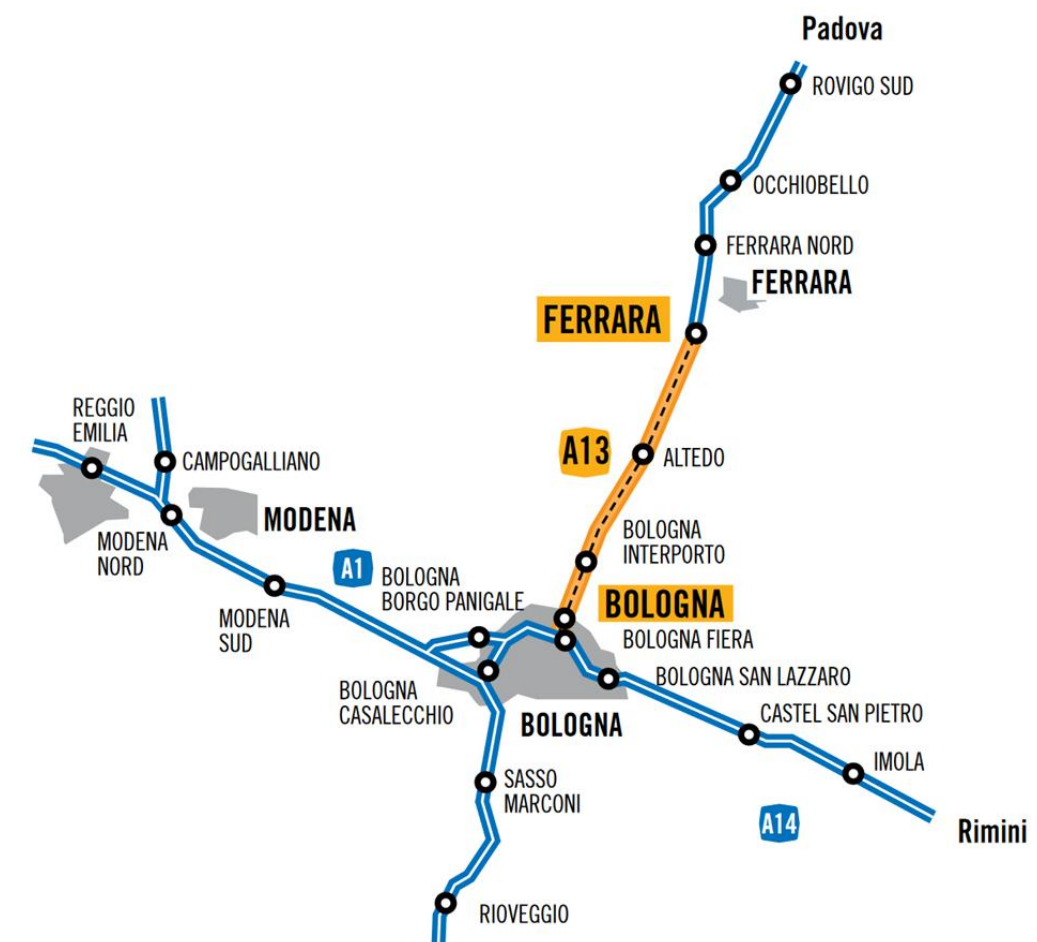 Padova
ROVIGO SUD
OCCHIOBELLO
FERRARA NORD
FERRARA
FERRARA
REGGIO
EMILIA
CAMPOGALLIANO
A13
ALTEDO
MODENA
MODENA
NORD
BOLOGNA
INTERPORTO
A1
BOLOGNA
BORGO PANIGALE
BOLOGNA
MODENA
SUD
BOLOGNA FIERA
BOLOGNA SAN LAZZARO
BOLOGNA
CASALECCHIO
BOLOGNA
CASTEL SAN PIETRO
IMOLA
SASSO
MARCONI
A14
Rimini
RIOVEGGIO